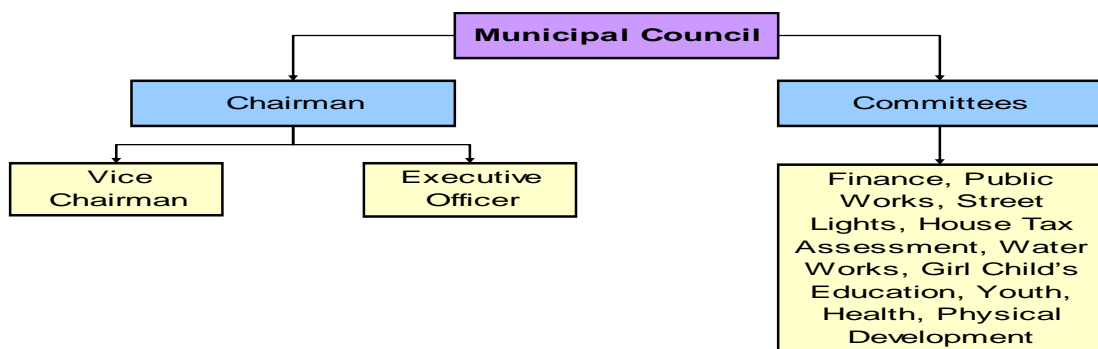 Municipal Council
Chairman
Committees
Vice
Chairman
Executive
Officer
Finance, Public
Works, Street
Lights, House Tax
Assessment, Water
Works, Girl Child's
Education, Youth,
Health, Physical
Development